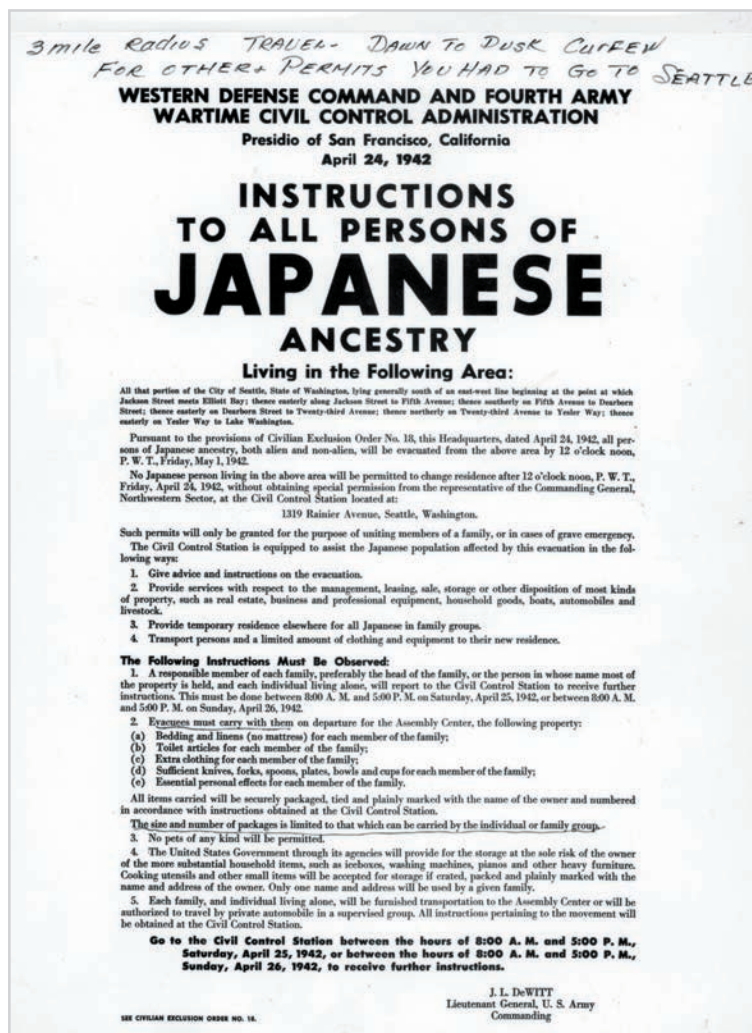 3 mile RADIUS TRAVEL- DAWN TO DUSK CURFEW
FOR OTHER PERMITS YOU HAD TO GO TO SEATTLE
WESTERN DEFENSE COMMAND AND FOURTH ARMY
WARTIME CIVIL CONTROL ADMINISTRATION
Presidio of San Francisco, California
April 24, 1942
INSTRUCTIONS
TO ALL PERSONS OF
JAPANESE
ANCESTRY
Living in the Following Area:
All that portion of the City of Seattle, State of Washington, lying generally south of an east-west line beginning at the point at which
Jackson Street meets Elliott Bay; thence easterly along Jackson Street to Fifth Avenue; thence southerly on Fifth Avenue to Dearborn
Street; thence easterly on Dearborn Street to Twenty-third Avenue; thence northerly on Twenty-third Avenue to Yesler Way; thence
easterly on Yesler Way to Lake Washington.
Pursuant to the provisions of Civilian Exclusion Order No. 18, this Headquarters, dated April 24, 1942, all per-
sons of Japanese ancestry, both alien and non-alien, will be evacuated from the above area by 12 o'clock noon,
P. W. T., Friday, May 1, 1942.
No Japanese person living in the above area will be permitted to change residence after 12 o'clock noon, P. W. T.,
Friday, April 24, 1942, without obtaining special permission from the representative of the Commanding General,
Northwestern Sector, at the Civil Control Station located at:
1319 Rainier Avenue, Seattle, Washington.
Such permits will only be granted for the purpose of uniting members of a family, or in cases of grave emergency.
The Civil Control Station is equipped to assist the Japanese population affected by this evacuation in the fol-
lowing ways:
1. Give advice and instructions on the evacuation.
2. Provide services with respect to the management, leasing, sale, storage or other disposition of most kinds
of property, such as real estate, business and professional equipment, household goods, boats, automobiles and
livestock.
3. Provide temporary residence elsewhere for all Japanese in family groups.
4. Transport persons and a limited amount of clothing and equipment to their new residence.
The Following Instructions Must Be Observed:
1. A responsible member of each family, preferably the head of the family, or the person in whose name most of
the property is held, and each individual living alone, will report to the Civil Control Station to receive further
instructions. This must be done between 8:00 A. M. and 5:00 P. M. on Saturday, April 25, 1942, or between 8:00 A. M.
and 5:00 P. M. on Sunday, April 26, 1942.
2. Evacuees must carry with them on departure for the Assembly Center, the following property:
(a) Bedding and linens (no mattress) for each member of the family;
(b) Toilet articles for each member of the family;
(c) Extra clothing for each member of the family;
(d) Sufficient knives, forks, spoons, plates, bowls and cups for each member of the family;
(e) Essential personal effects for each member of the family.
All items carried will be securely packaged, tied and plainly marked with the name of the owner and numbered
in accordance with instructions obtained at the Civil Control Station.
The size and number of packages is limited to that which can be carried by the individual or family group.
3. No pets of any kind will be permitted.
4. The United States Government through its agencies will provide for the storage at the sole risk of the owner
of the more substantial household items, such as iceboxes, washing machines, pianos and other heavy furniture.
Cooking utensils and other small items will be accepted for storage if crated, packed and plainly marked with the
name and address of the owner. Only one name and address will be used by a given family.
5. Each family, and individual living alone, will be furnished transportation to the Assembly Center or will be
authorized to travel by private automobile in a supervised group. All instructions pertaining to the movement will
be obtained at the Civil Control Station.
Go to the Civil Control Station between the hours of 8:00 A. M. and 5:00 P. M.,
Saturday, April 25, 1942, or between the hours of 8:00 A. M. and 5:00 P. M.,
Sunday, April 26, 1942, to receive further instructions.
J. L. DeWITT
Lieutenant General, U. S. Army
Commanding
SEE CIVILIAN EXCLUSION ORDER NO. 18.